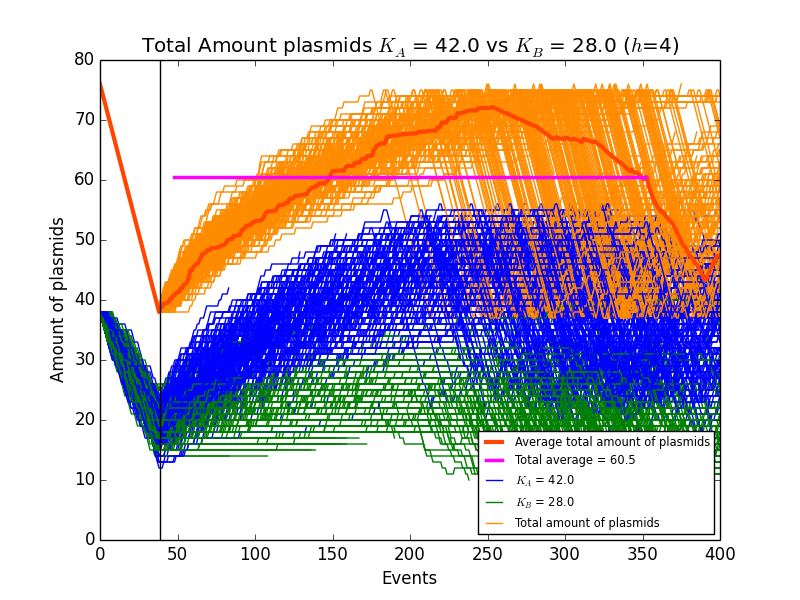 Total Amount plasmids K_A = 42.0 vs K_B = 28.0 (h=4)
80
70
60
50
40
30
20
10
0
Amount of plasmids
Average total amount of plasmids
Total average = 60.5
K_A = 42.0
K_B = 28.0
Total amount of plasmids
0 50 100 150 200 250 300 350 400
Events